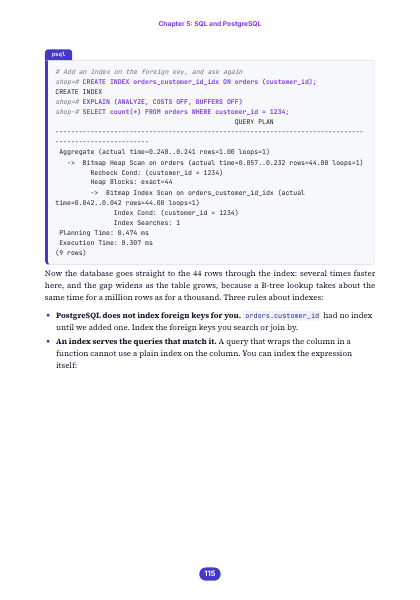 Chapter 5: SQL and PostgreSQL
psql
# Add an index on the foreign key, and ask again
shop=# CREATE INDEX orders_customer_id_idx ON orders (customer_id);
CREATE INDEX
shop=# EXPLAIN (ANALYZE, COSTS OFF, BUFFERS OFF)
shop-# SELECT count(*) FROM orders WHERE customer_id = 1234;
QUERY PLAN
-------------------------------------------------------------------------------
------------------------
Aggregate (actual time=0.240..0.241 rows=1.00 loops=1)
->  Bitmap Heap Scan on orders (actual time=0.057..0.232 rows=44.00 loops=1)
Recheck Cond: (customer_id = 1234)
Heap Blocks: exact=44
->  Bitmap Index Scan on orders_customer_id_idx (actual
time=0.042..0.042 rows=44.00 loops=1)
Index Cond: (customer_id = 1234)
Index Searches: 1
Planning Time: 0.474 ms
Execution Time: 0.307 ms
(9 rows)
Now the database goes straight to the 44 rows through the index: several times faster
here, and the gap widens as the table grows, because a B-tree lookup takes about the
same time for a million rows as for a thousand. Three rules about indexes:
• PostgreSQL does not index foreign keys for you. orders.customer_id had no index
until we added one. Index the foreign keys you search or join by.
• An index serves the queries that match it. A query that wraps the column in a
function cannot use a plain index on the column. You can index the expression
itself:
115